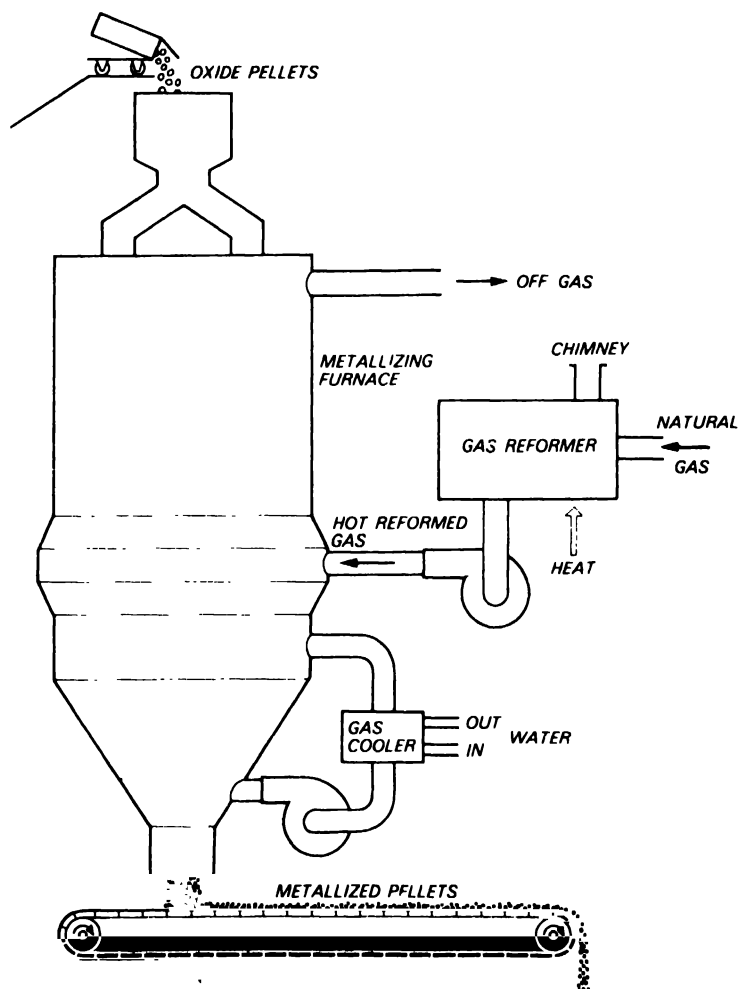 OXIDE PELLETS
OFF GAS
METALLIZING
FURNACE
CHIMNEY
NATURAL
GAS
GAS REFORMER
HOT REFORMED
GAS
HEAT
GAS
COOLER
OUT
IN
WATER
METALLIZED PELLETS